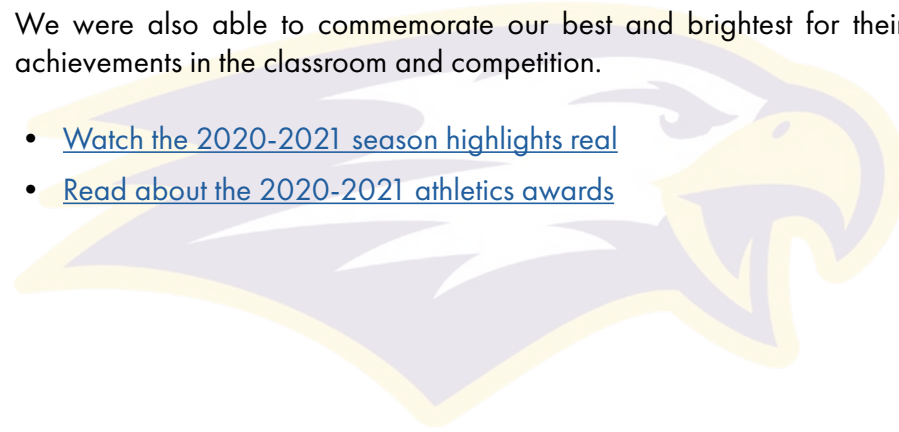 We were also able to commemorate our best and brightest for their
achievements in the classroom and competition.
• Watch the 2020-2021 season highlights real
• Read about the 2020-2021 athletics awards